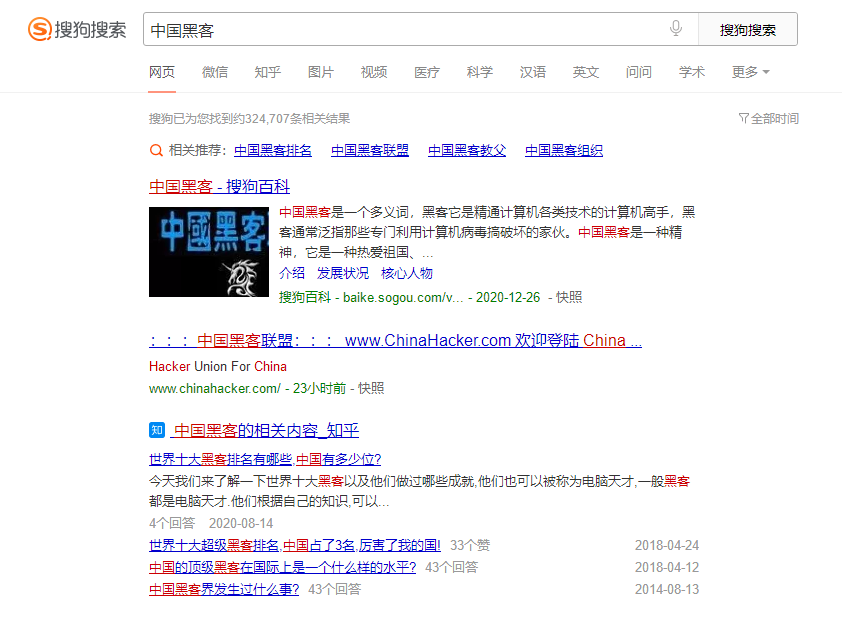 搜狗搜索
中国黑客
搜狗搜索
网页 微信 知乎 图片 视频 医疗 科学 汉语 英文 问问 学术 更多
搜狗已为您找到约324,707条相关结果 全部时间
相关推荐: 中国黑客排名 中国黑客联盟 中国黑客教父 中国黑客组织
中国黑客 - 搜狗百科
中國黑客
中国黑客是一个多义词，黑客它是精通计算机各类技术的计算机高手，黑
客通常泛指那些专门利用计算机病毒搞破坏的家伙。中国黑客是一种精
神，它是一种热爱祖国、...
介绍 发展状况 核心人物
搜狗百科 - baike.sogou.com/v... - 2020-12-26 - 快照
：：：中国黑客联盟：：： www.ChinaHacker.com 欢迎登陆 China ...
Hacker Union For China
www.chinahacker.com/ - 23小时前 - 快照
知 中国黑客的相关内容_知乎
世界十大黑客排名有哪些,中国有多少位?
今天我们来了解一下世界十大黑客以及他们做过哪些成就,他们也可以被称为电脑天才,一般黑客
都是电脑天才.他们根据自己的知识,可以...
4个回答 2020-08-14
世界十大超级黑客排名,中国占了3名,厉害了我的国! 33个赞 2018-04-24
中国的顶级黑客在国际上是一个什么样的水平? 43个回答 2018-04-12
中国黑客界发生过什么事? 43个回答 2014-08-13